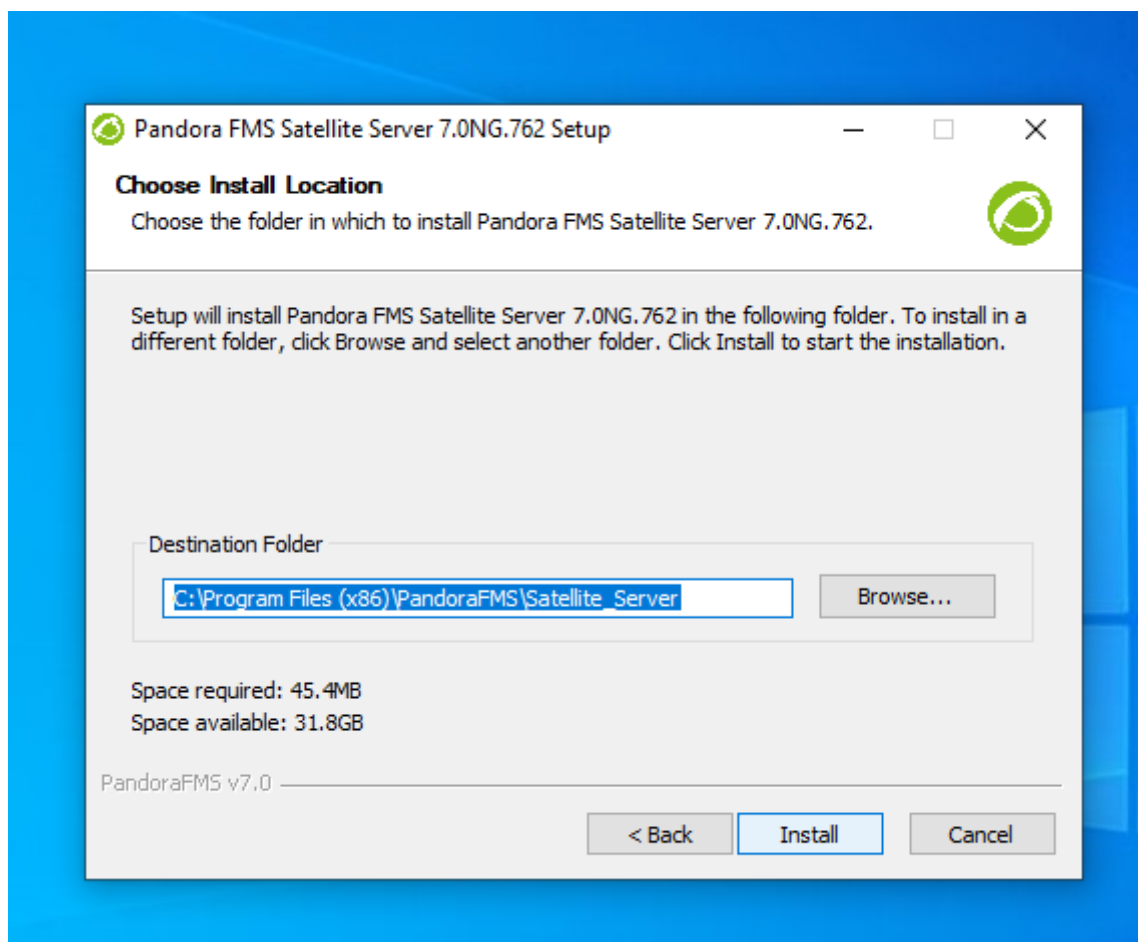 Pandora FMS Satellite Server 7.0NG.762 Setup
Choose Install Location
Choose the folder in which to install Pandora FMS Satellite Server 7.0NG.762.
Setup will install Pandora FMS Satellite Server 7.0NG.762 in the following folder. To install in a
different folder, click Browse and select another folder. Click Install to start the installation.
Destination Folder
C:\Program Files (x86)\PandoraFMS\Satellite_Server
Browse...
Space required: 45.4MB
Space available: 31.8GB
PandoraFMS v7.0
< Back
Install
Cancel